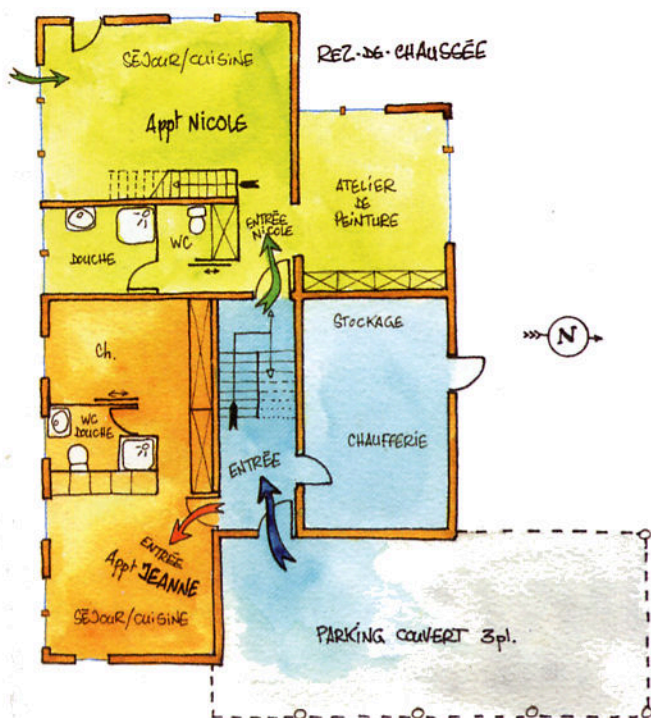 REZ-DE-CHAUSSÉE
SÉJOUR/CUISINE
Appt NICOLE
ATELIER
DE
PEINTURE
ENTRÉE
NICOLE
WC
DOUCHE
STOCKAGE
N
Ch.
WC
DOUCHE
CHAUFFERIE
ENTRÉE
ENTRÉE
Appt JEANNE
SÉJOUR/CUISINE
PARKING COUVERT 3pl.